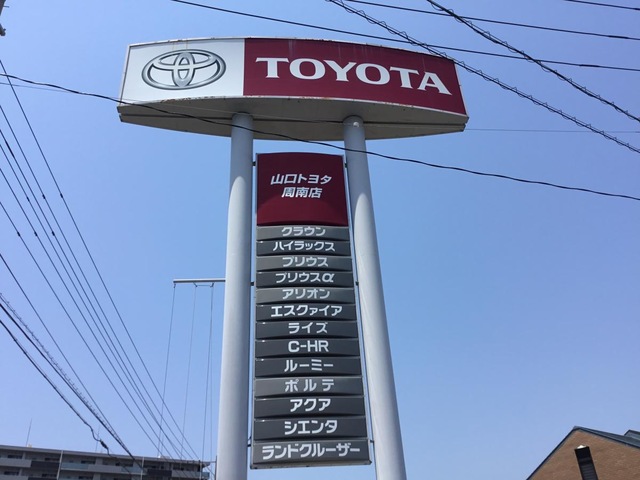 TOYOTA
山口トヨタ
周南店
クラウン
ハイラックス
プリウス
プリウスα
アリオン
エスクァイア
ライズ
C-HR
ルーミー
ポルテ
アクア
シエンタ
ランドクルーザー